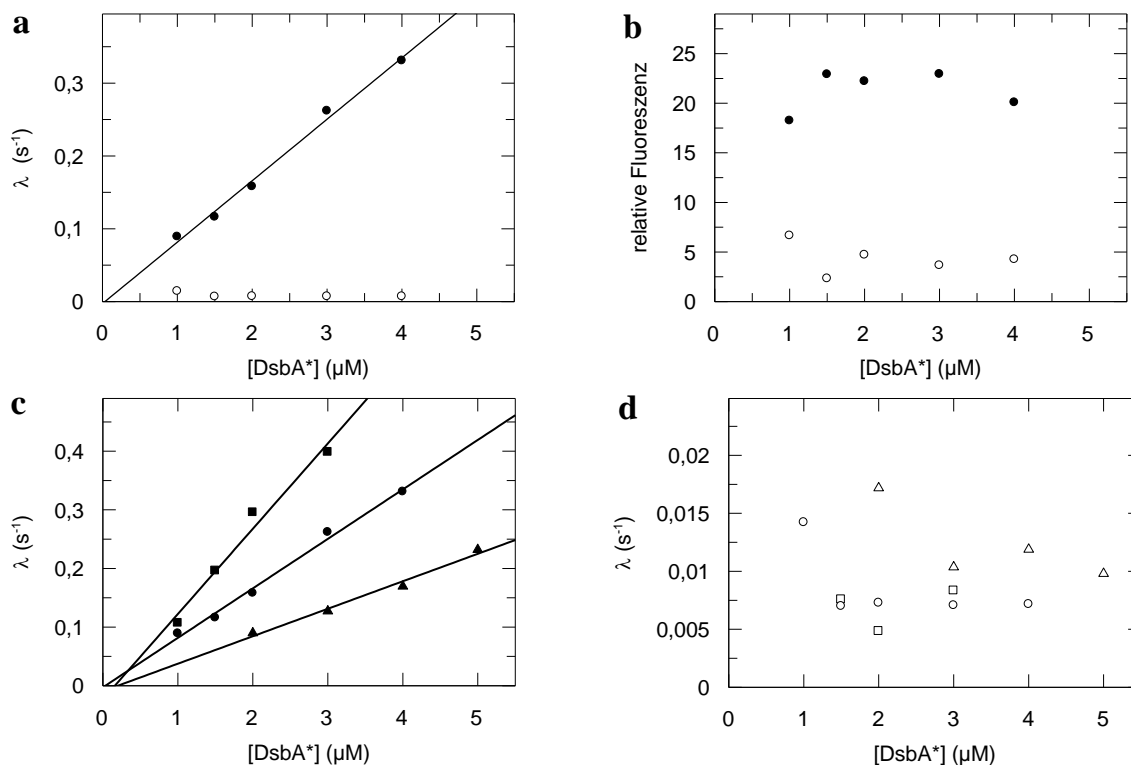 a
0,3
0,2
0,1
0
λ (s-1)
0 1 2 3 4 5
[DsbA*] (µM)
b
25
20
15
10
5
0
relative Fluoreszenz
0 1 2 3 4 5
[DsbA*] (µM)
c
0,4
0,3
0,2
0,1
0
λ (s-1)
0 1 2 3 4 5
[DsbA*] (µM)
d
0,02
0,015
0,01
0,005
0
λ (s-1)
0 1 2 3 4 5
[DsbA*] (µM)